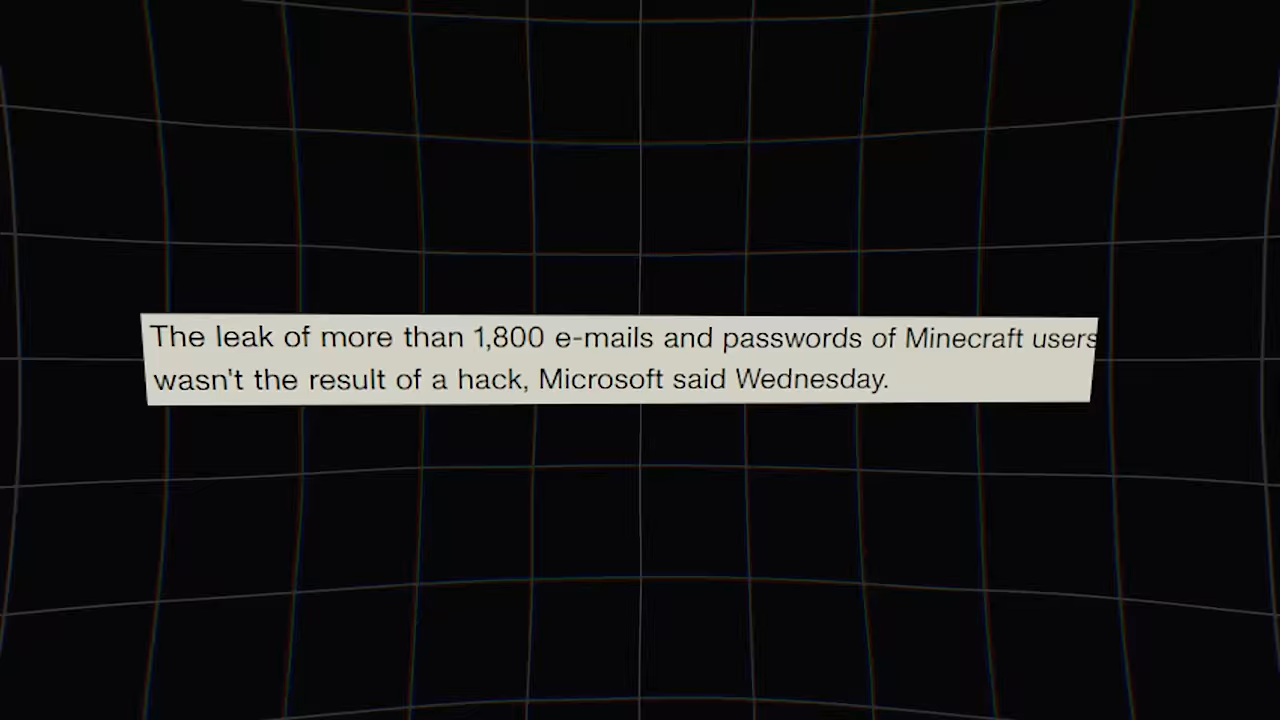 The leak of more than 1,800 e-mails and passwords of Minecraft users
wasn't the result of a hack, Microsoft said Wednesday.